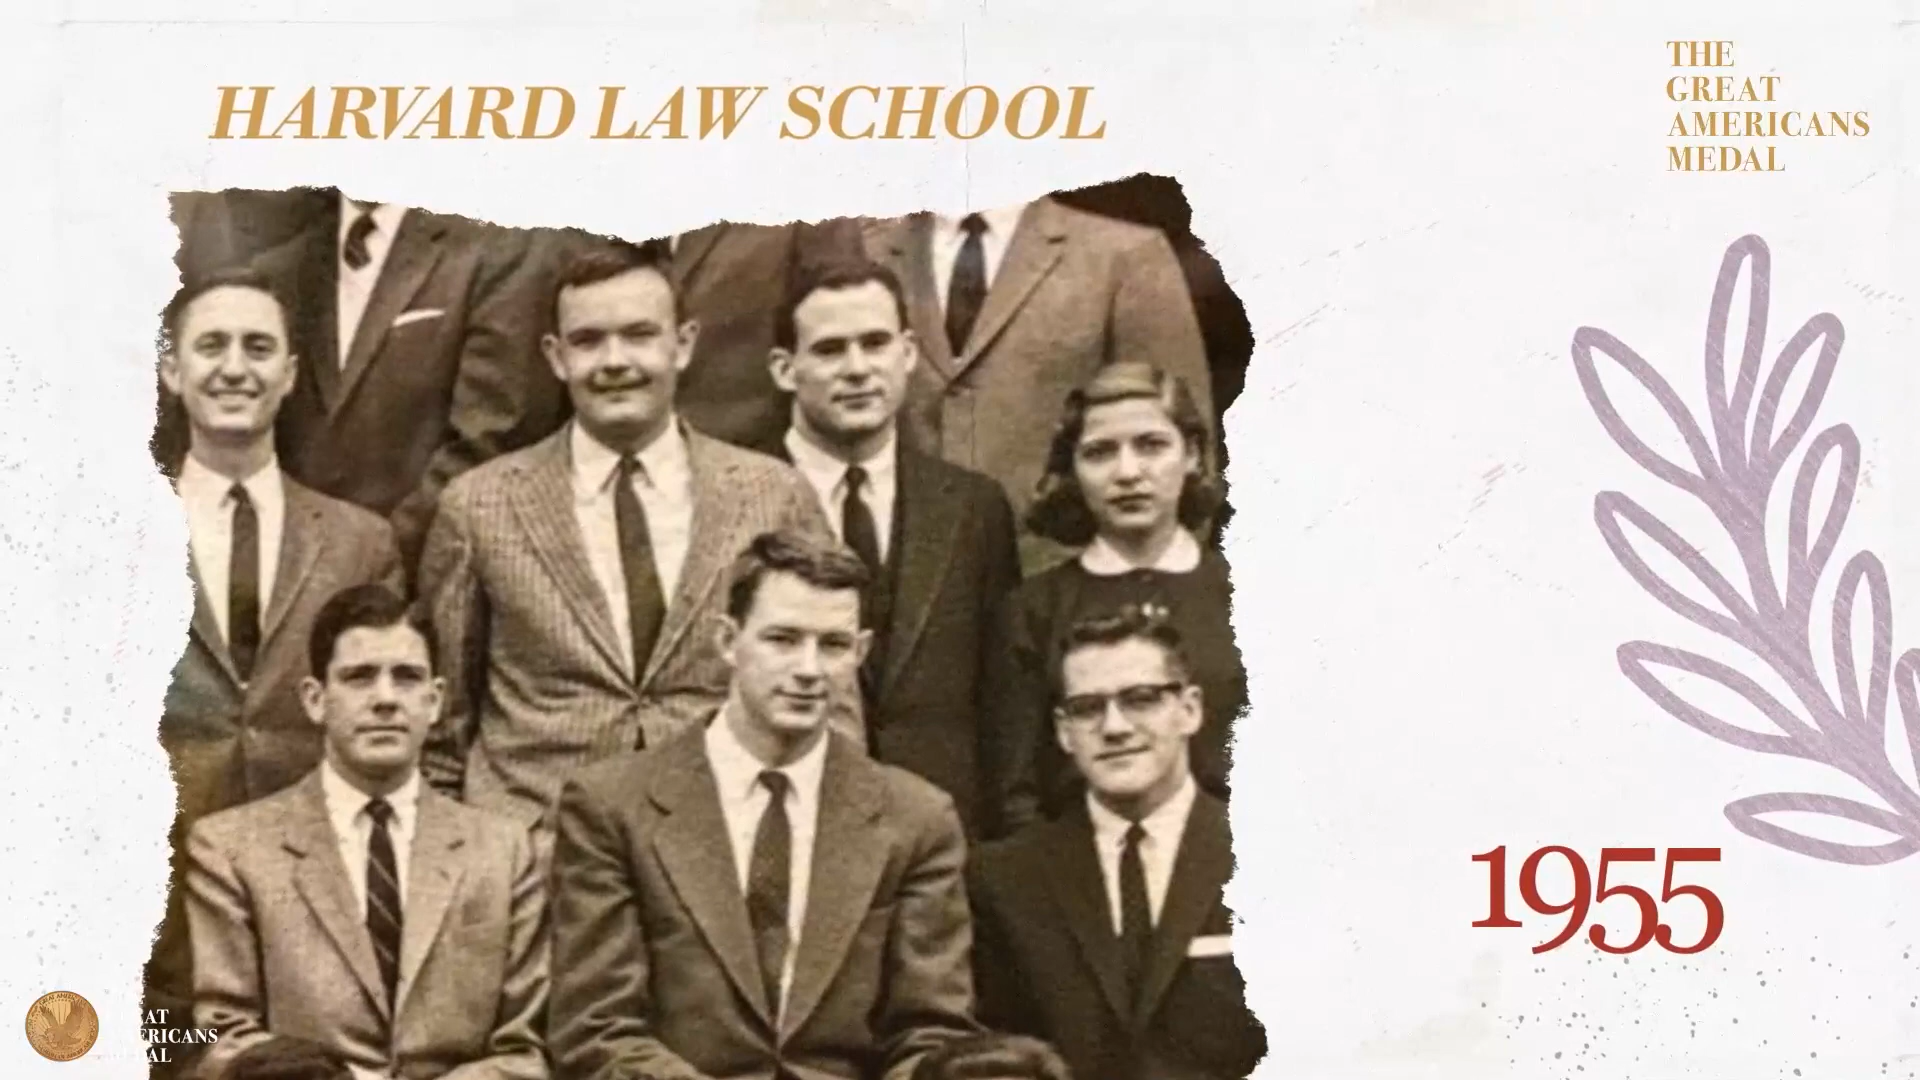 HARVARD LAW SCHOOL
THE
GREAT
AMERICANS
MEDAL
1955